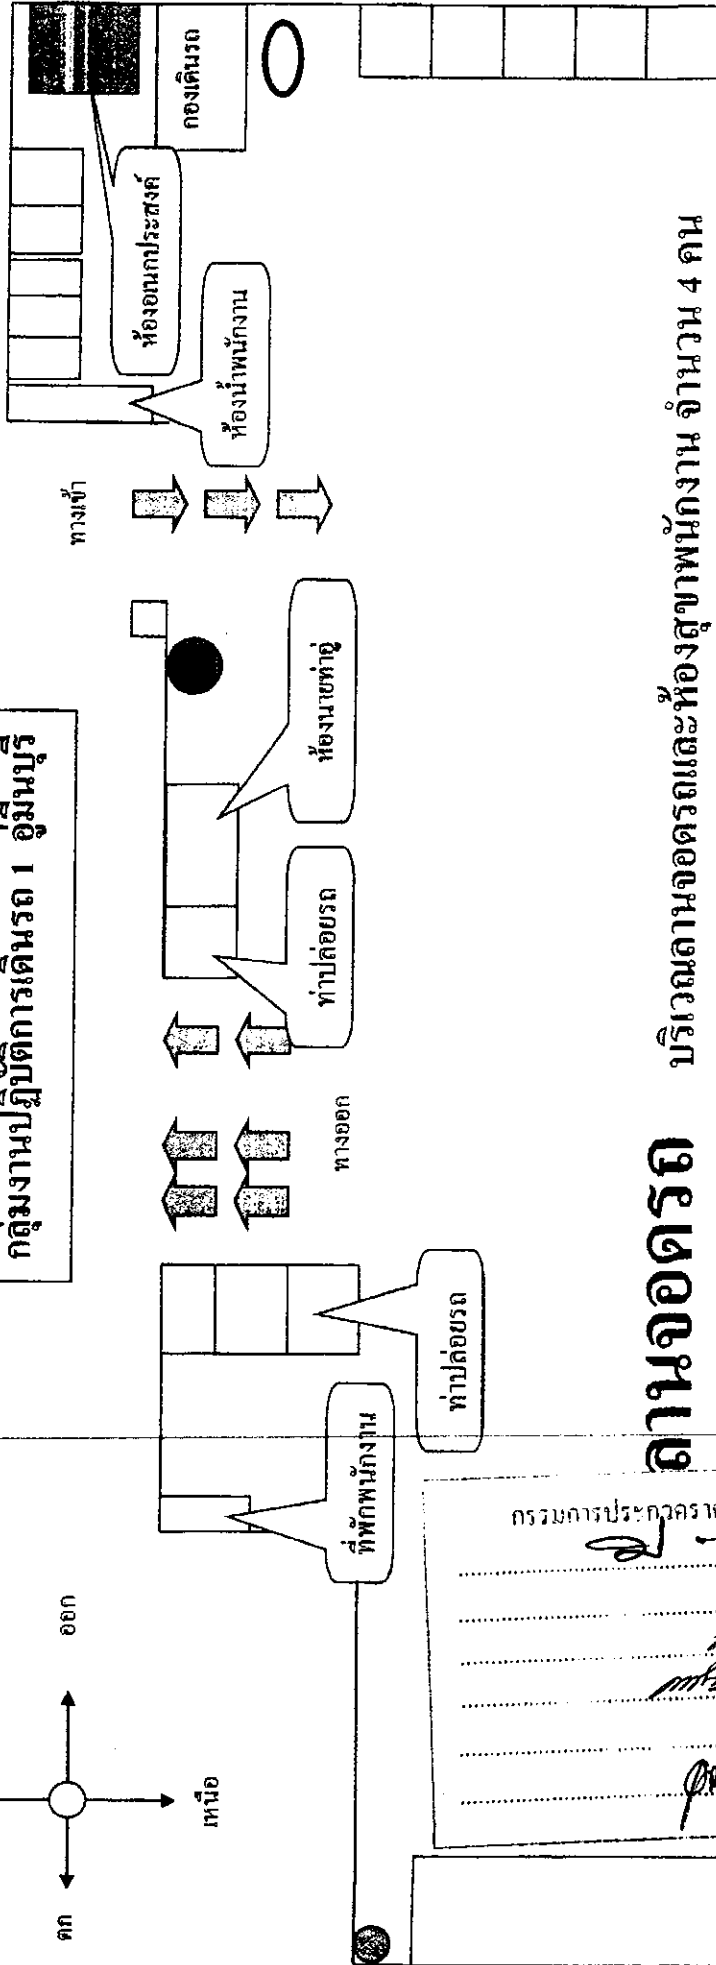 กลุ่มงานปฏิบัติการเดินรถ 1 อู่มีนบุรี
ออก
ตก
เหนือ
ทางเข้า
ทางออก
ห้องอเนกประสงค์
กองเดินรถ
ห้องน้ำพนักงาน
ห้องนายท่าอู่
ท่าปล่อยรถ
ท่าปล่อยรถ
ที่พักพนักงาน
ลานจอดรถ
บริเวณลานจอดรถและห้องสุขาพนักงาน จำนวน 4 คน
กรรมการประกวดรา